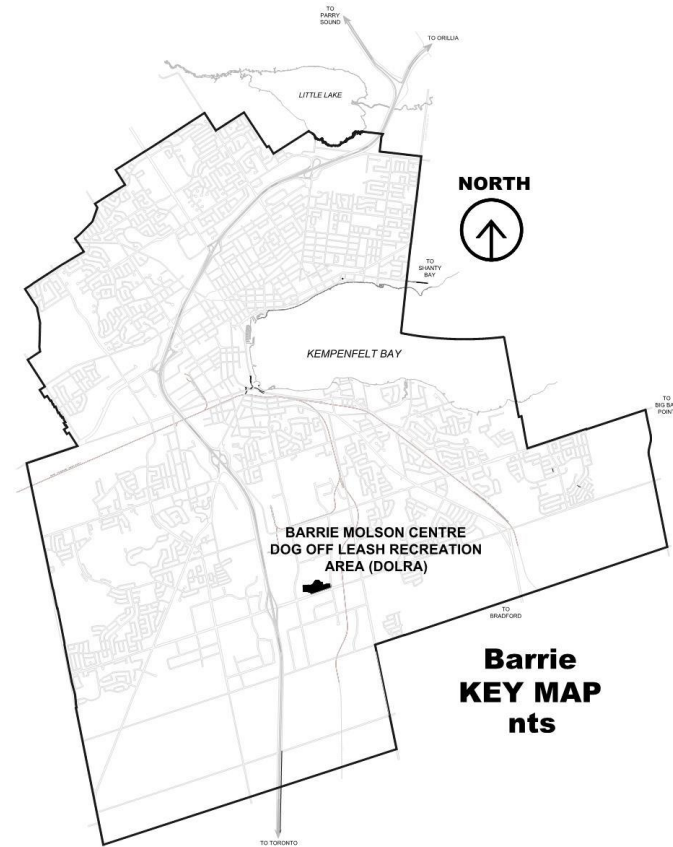 TO
PARRY
SOUND
TO ORILLIA
LITTLE LAKE
NORTH
TO
SHANTY
BAY
KEMPENFELT BAY
TO
BIG BA
POINT
BARRIE MOLSON CENTRE
DOG OFF LEASH RECREATION
AREA (DOLRA)
TO
BRADFORD
Barrie
KEY MAP
nts
TO TORONTO